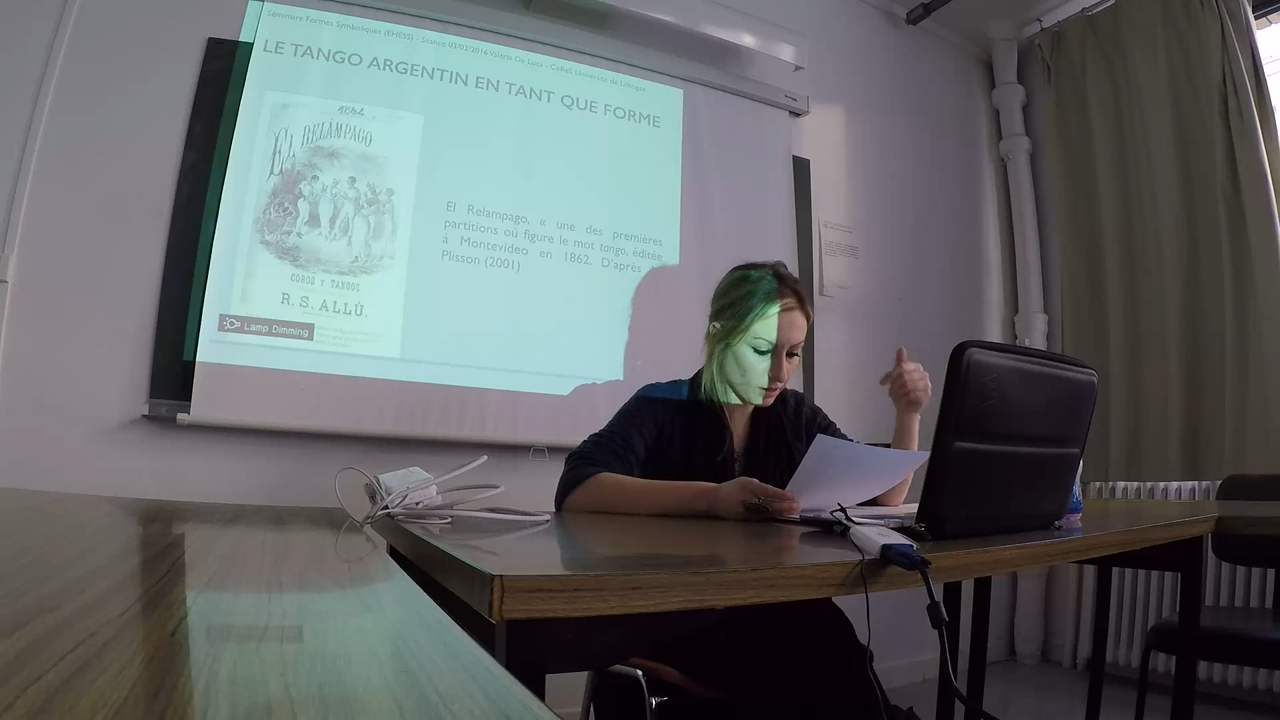 Séminaire Formes Symboliques (EHESS) - Séance 03/03/2016 Valeria De Luca - CeReS Université de Limoges
LE TANGO ARGENTIN EN TANT QUE FORME
1864
EL RELAMPAGO
COROS Y TANGOS
R. S. ALLÚ.
Lamp Dimming
El Relampago, « une des premières
partitions où figure le mot tango, éditée
à Montevideo en 1862. D'après
Plisson (2001)